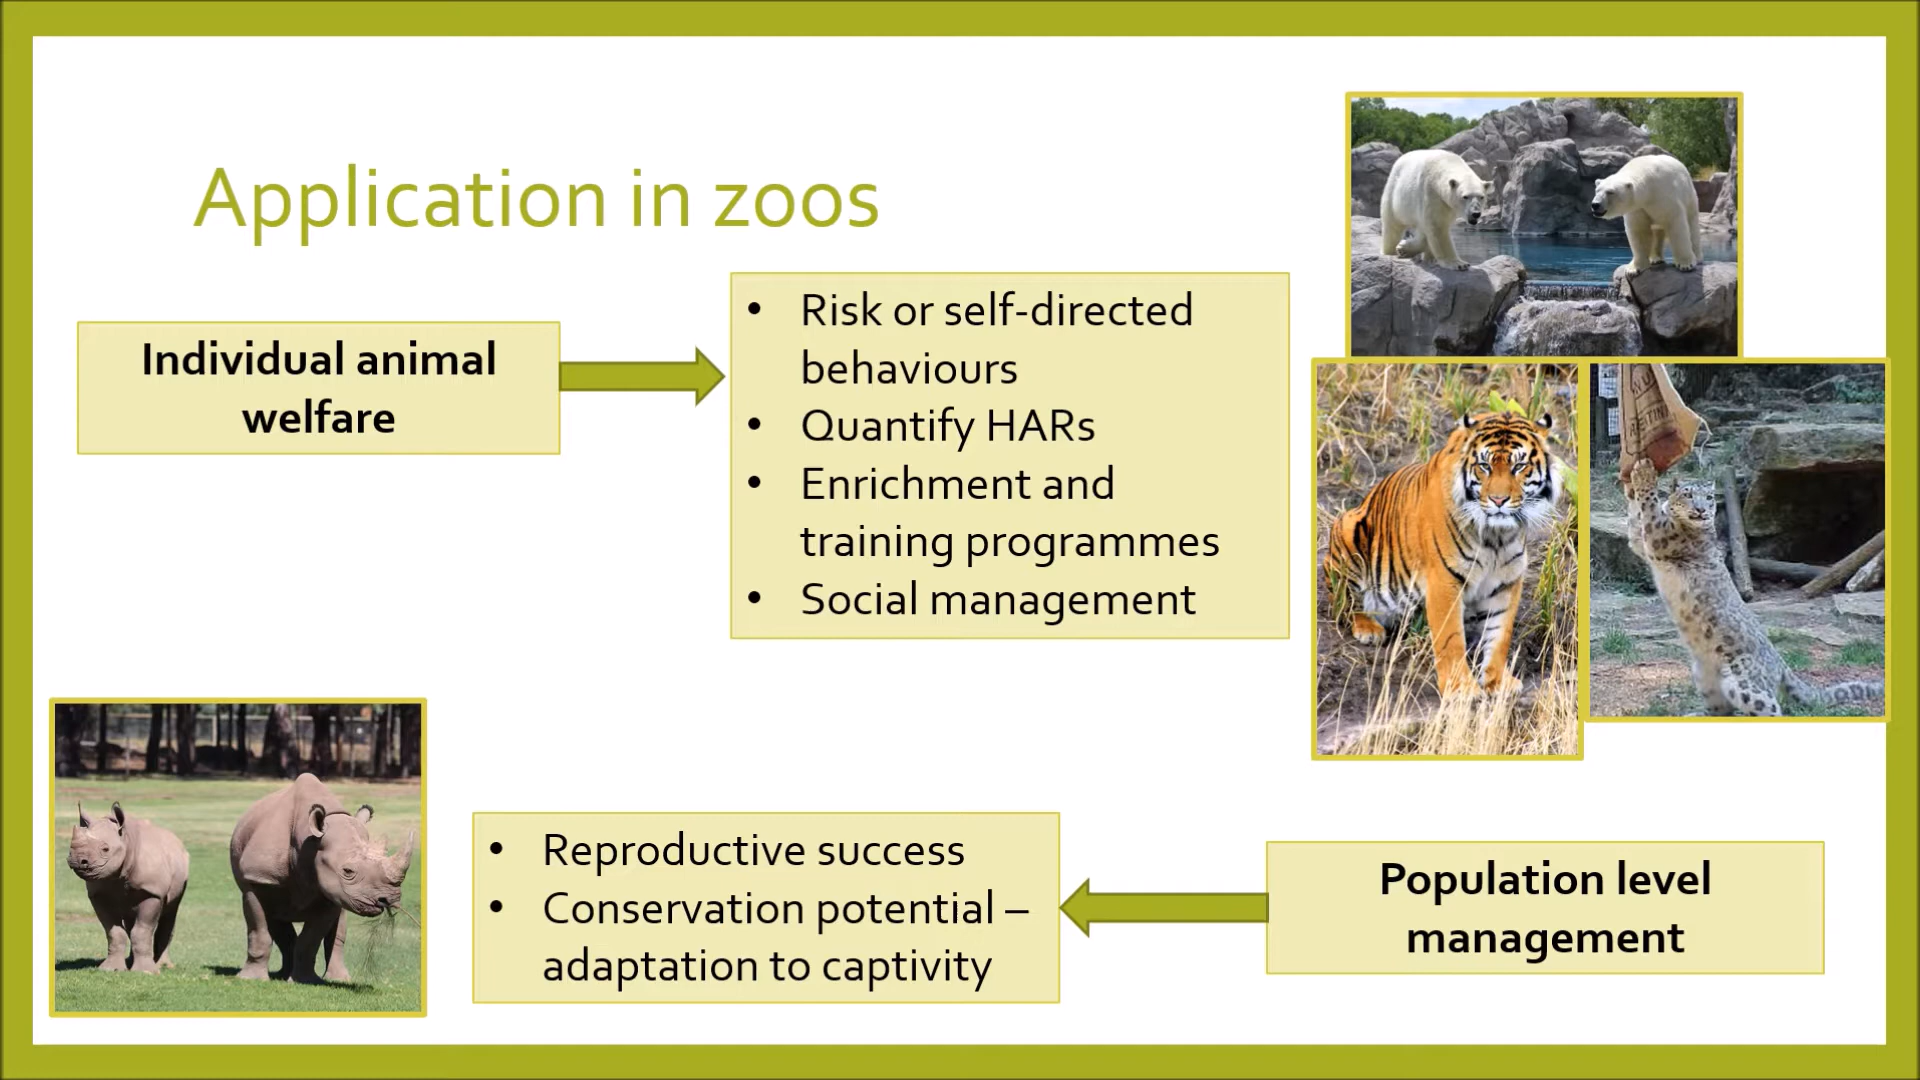 Application in zoos
Individual animal
welfare
• Risk or self-directed
behaviours
• Quantify HARs
• Enrichment and
training programmes
• Social management
• Reproductive success
• Conservation potential –
adaptation to captivity
Population level
management